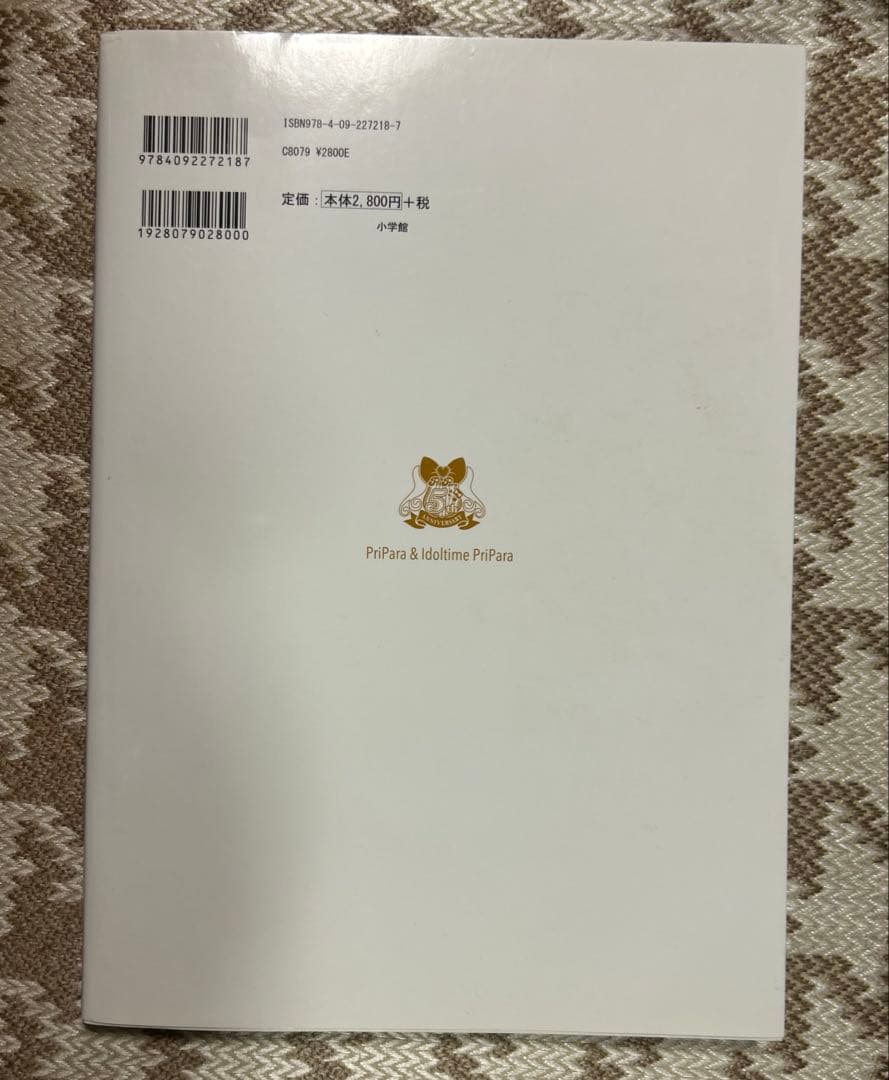 ISBN978-4-09-227218-7
9784092272187
C8079 ¥2800E
定価：本体2,800円＋税
1928079028000
小学館
5th
ANNIVERSARY
PriPara & Idoltime PriPara